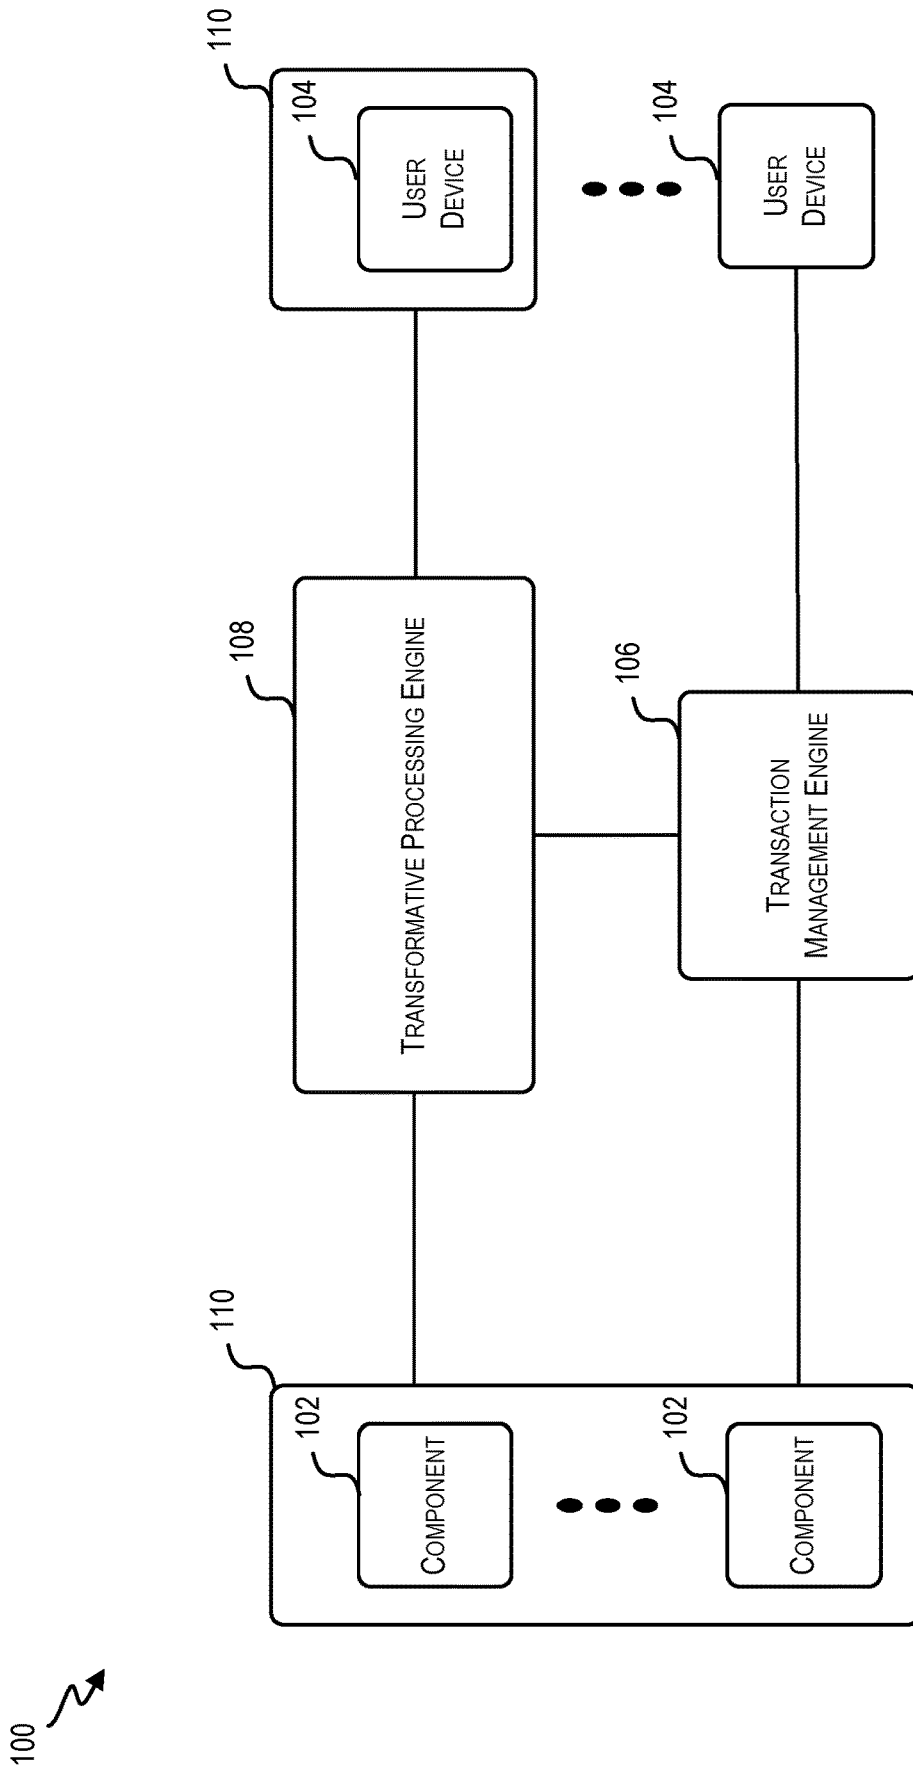 100
110
102
COMPONENT
102
COMPONENT
108
TRANSFORMATIVE PROCESSING ENGINE
106
TRANSACTION
MANAGEMENT ENGINE
110
104
USER
DEVICE
104
USER
DEVICE